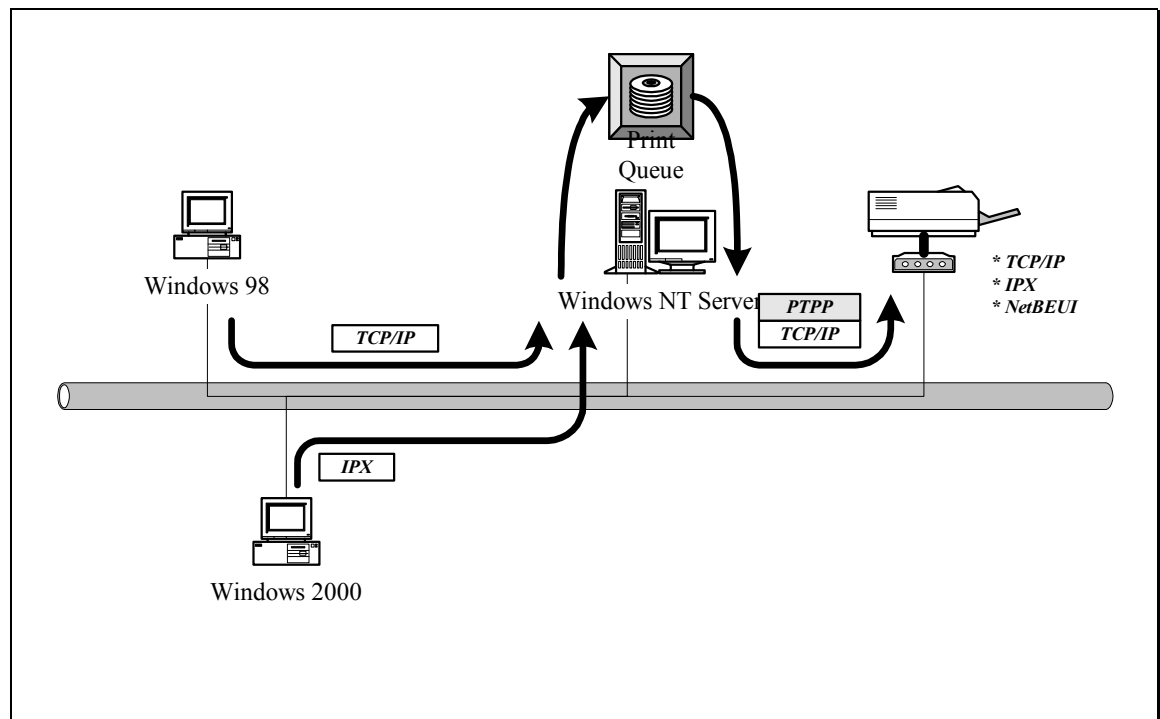 Print
Queue
Windows 98
Windows NT Server
* TCP/IP
* IPX
* NetBEUI
PTPP
TCP/IP
TCP/IP
IPX
Windows 2000